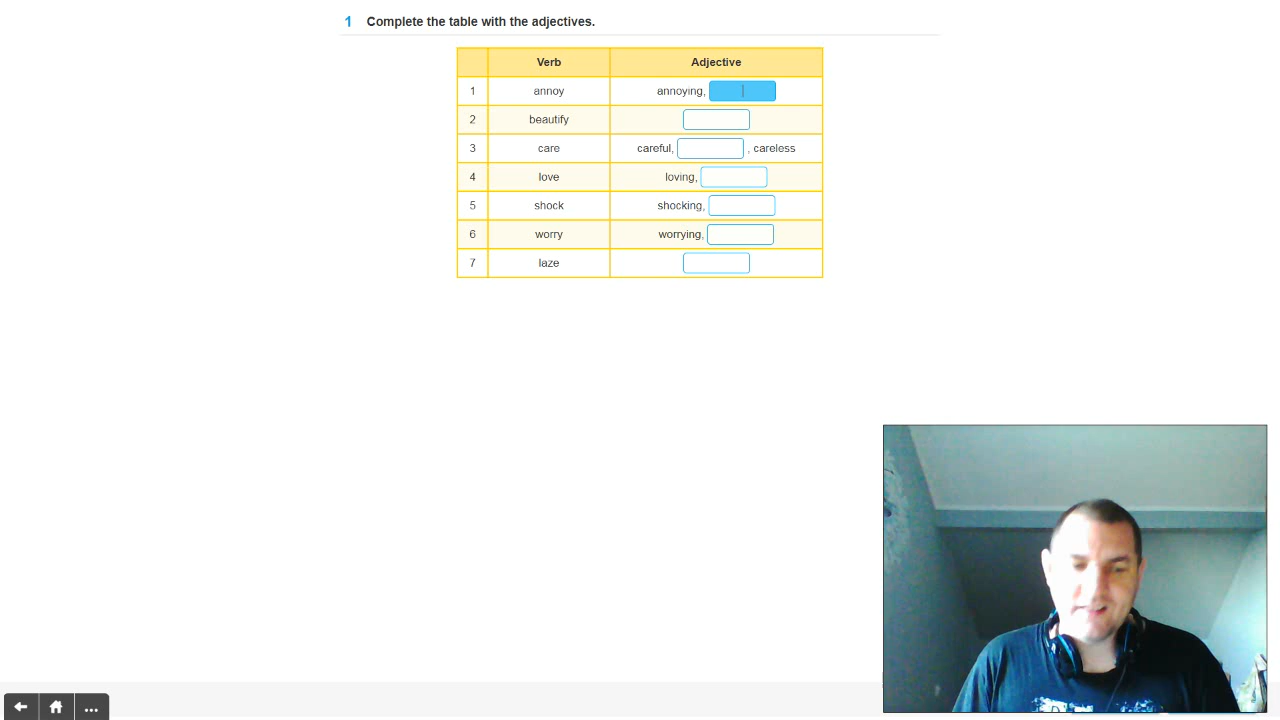 1 Complete the table with the adjectives.
Verb Adjective
1 annoy annoying,
2 beautify
3 care careful, , careless
4 love loving,
5 shock shocking,
6 worry worrying,
7 laze
...